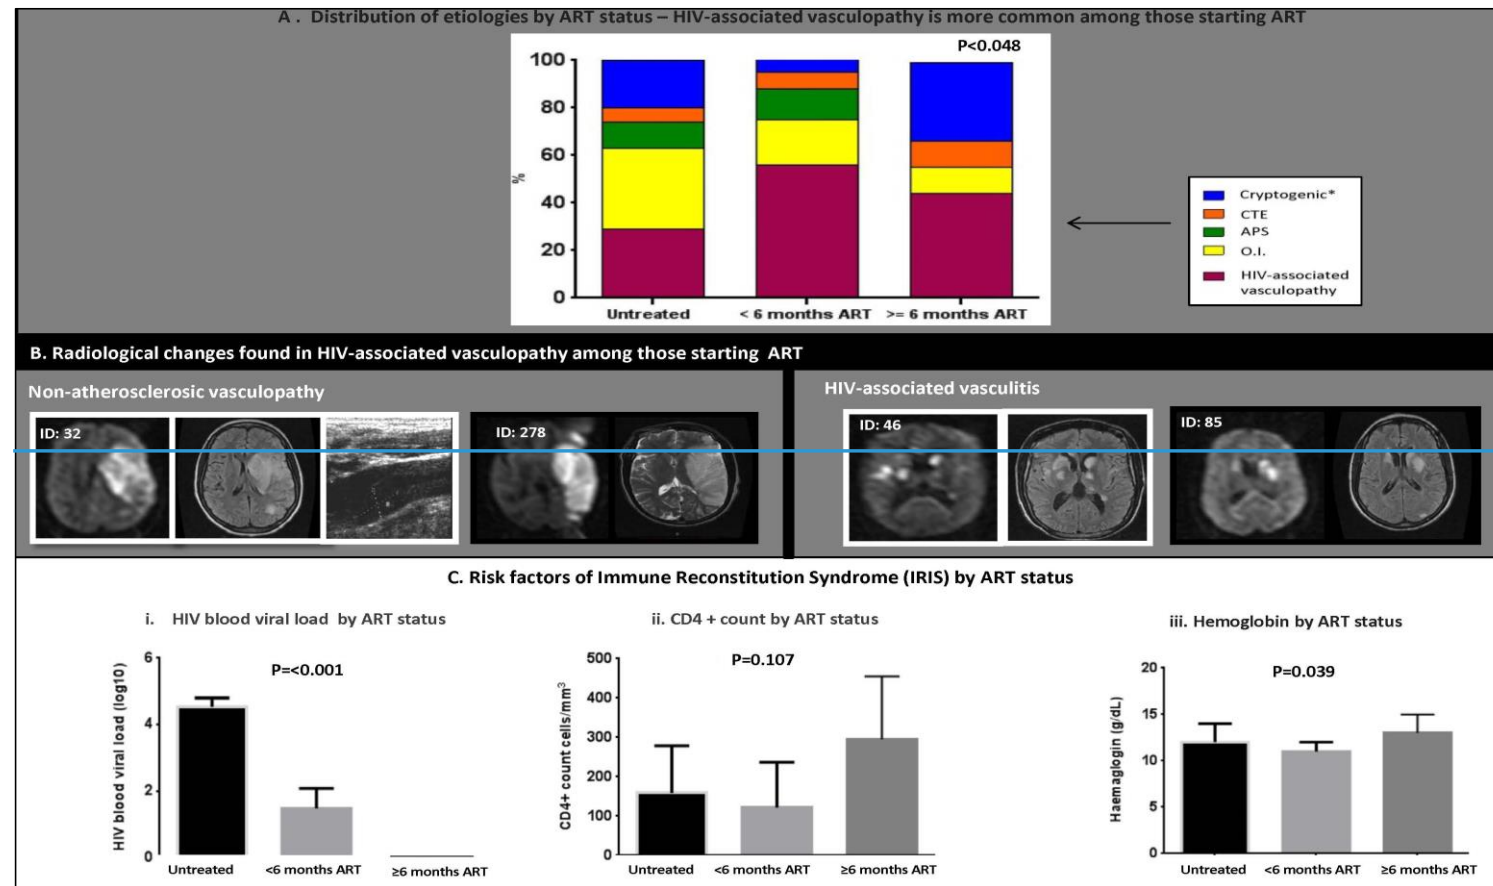 A . Distribution of etiologies by ART status – HIV-associated vasculopathy is more common among those starting ART
P<0.048
100
80
60
40
20
0
%
Untreated
< 6 months ART
>= 6 months ART
Cryptogenic*
CTE
APS
O.I.
HIV-associated
vasculopathy
B. Radiological changes found in HIV-associated vasculopathy among those starting ART
Non-atherosclerosic vasculopathy
HIV-associated vasculitis
ID: 32
ID: 278
ID: 46
ID: 85
C. Risk factors of Immune Reconstitution Syndrome (IRIS) by ART status
i. HIV blood viral load by ART status
P=<0.001
HIV blood viral load (log10)
6
4
2
0
Untreated
<6 months ART
≥6 months ART
ii. CD4 + count by ART status
P=0.107
CD4+ count cells/mm³
500
400
300
200
100
0
Untreated
<6 months ART
≥6 months ART
iii. Hemoglobin by ART status
P=0.039
Haemaglogin (g/dL)
20
15
10
5
0
Untreated
<6 months ART
≥6 months ART